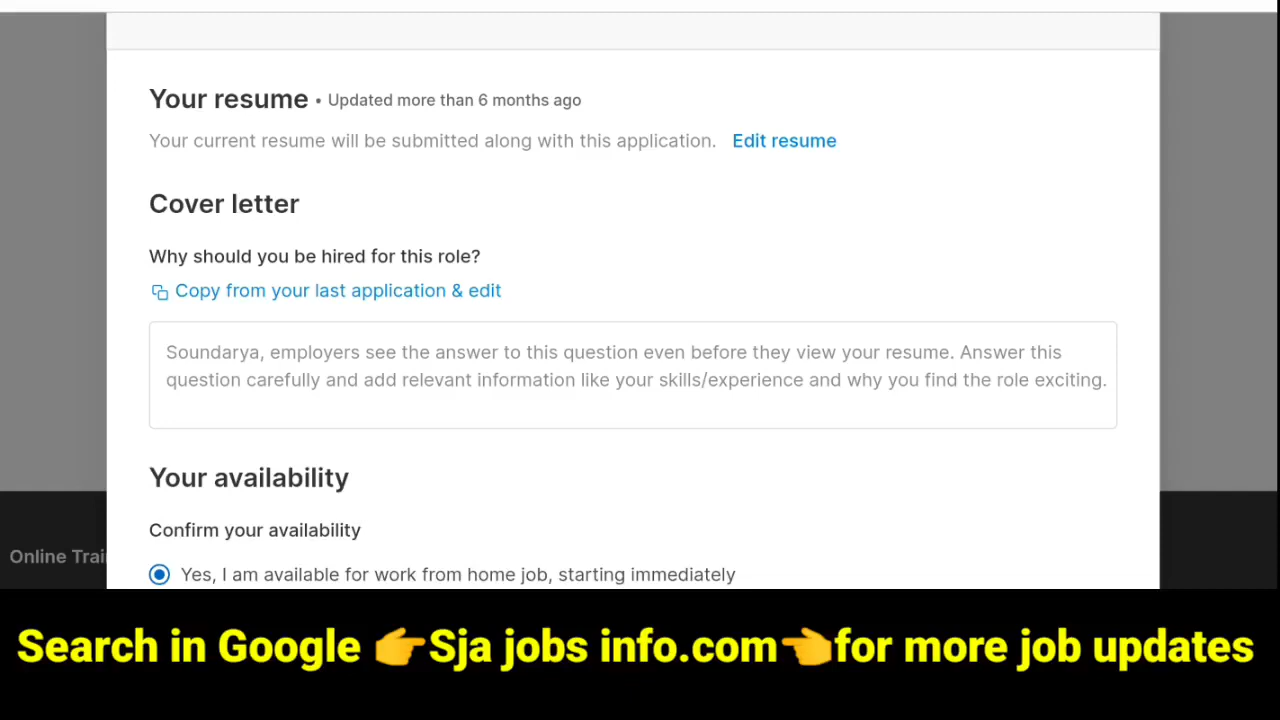 Your resume • Updated more than 6 months ago
Your current resume will be submitted along with this application. Edit resume
Cover letter
Why should you be hired for this role?
Copy from your last application & edit
Soundarya, employers see the answer to this question even before they view your resume. Answer this
question carefully and add relevant information like your skills/experience and why you find the role exciting.
Your availability
Confirm your availability
Online Trai
Yes, I am available for work from home job, starting immediately
Search in Google 👉Sja jobs info.com👈for more job updates